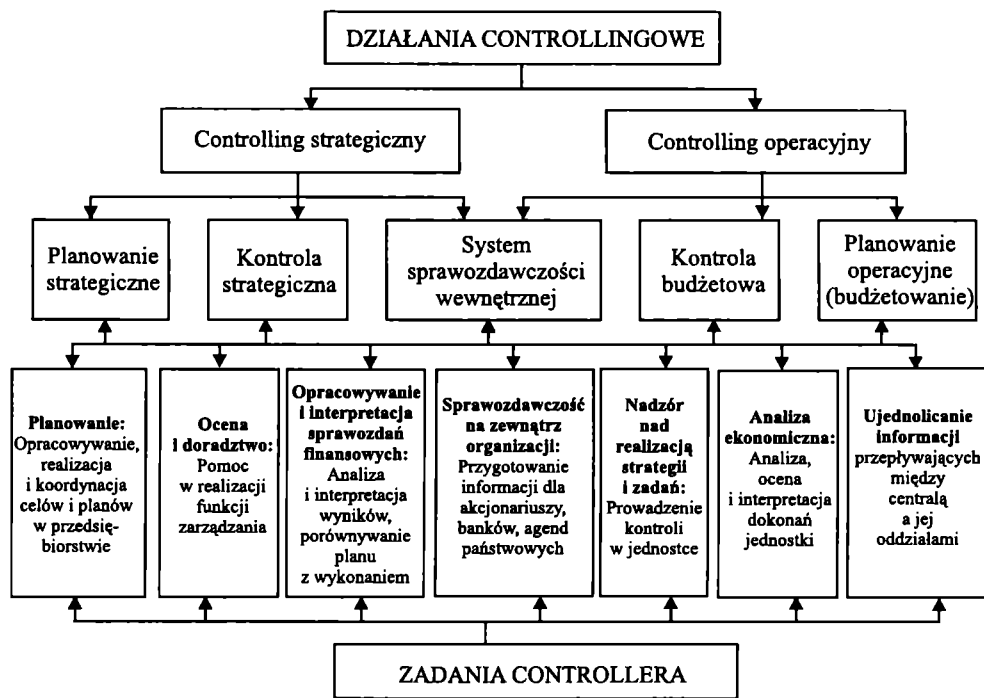 DZIAŁANIA CONTROLLINGOWE
Controlling strategiczny
Controlling operacyjny
Planowanie
strategiczne
Kontrola
strategiczna
System
sprawozdawczości
wewnętrznej
Kontrola
budżetowa
Planowanie
operacyjne
(budżetowanie)
Planowanie:
Opracowywanie,
realizacja
i koordynacja
celów i planów
w przedsię-
biorstwie
Ocena
i doradztwo:
Pomoc
w realizacji
funkcji
zarządzania
Opracowywanie
i interpretacja
sprawozdań
finansowych:
Analiza
i interpretacja
wyników,
porównywanie
planu
z wykonaniem
Sprawozdawczość
na zewnątrz
organizacji:
Przygotowanie
informacji dla
akcjonariuszy,
banków, agend
państwowych
Nadzór
nad
realizacją
strategii
i zadań:
Prowadzenie
kontroli
w jednostce
Analiza
ekonomiczna:
Analiza,
ocena
i interpretacja
dokonań
jednostki
Ujednolicanie
informacji
przepływających
między
centralą
a jej
oddziałami
ZADANIA CONTROLLERA